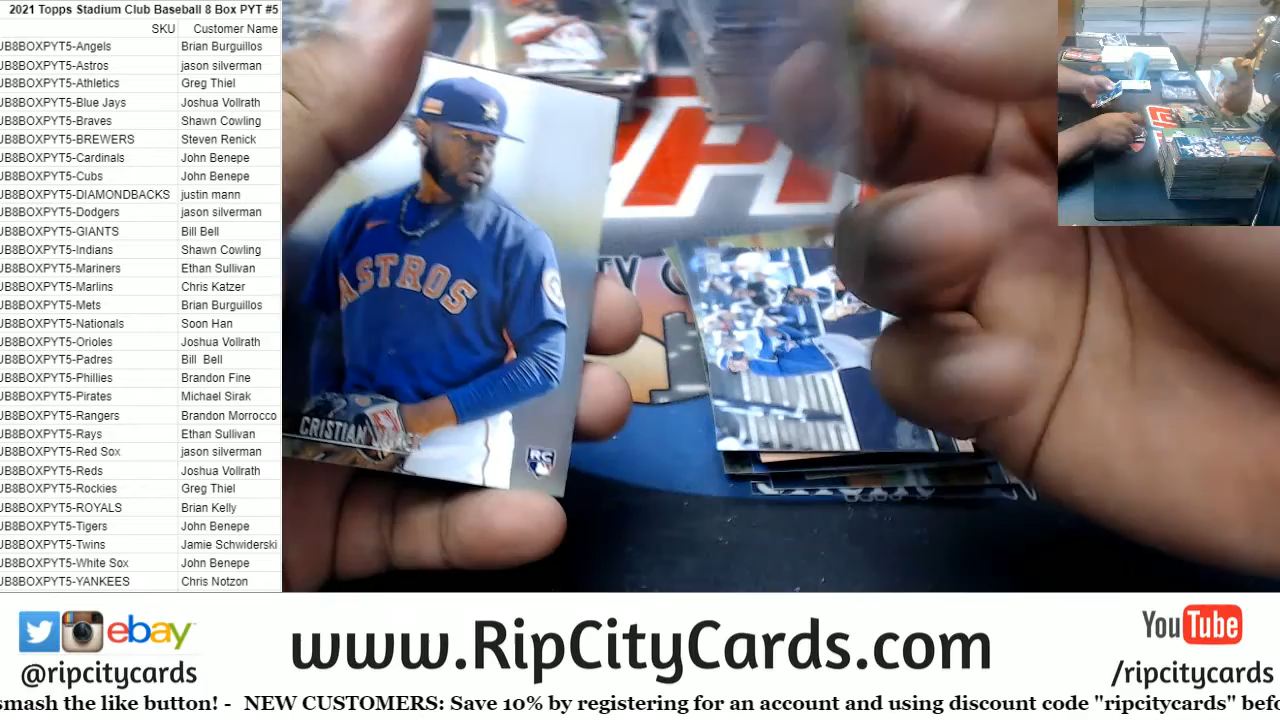 2021 Topps Stadium Club Baseball 8 Box PYT #5
SKU Customer Name
JB8BOXPYT5-Angels Brian Burguillos
JB8BOXPYT5-Astros jason silverman
JB8BOXPYT5-Athletics Greg Thiel
JB8BOXPYT5-Blue Jays Joshua Vollrath
JB8BOXPYT5-Braves Shawn Cowling
JB8BOXPYT5-BREWERS Steven Renick
JB8BOXPYT5-Cardinals John Benepe
JB8BOXPYT5-Cubs John Benepe
JB8BOXPYT5-DIAMONDBACKS justin mann
JB8BOXPYT5-Dodgers jason silverman
JB8BOXPYT5-GIANTS Bill Bell
JB8BOXPYT5-Indians Shawn Cowling
JB8BOXPYT5-Mariners Ethan Sullivan
JB8BOXPYT5-Marlins Chris Katzer
JB8BOXPYT5-Mets Brian Burguillos
JB8BOXPYT5-Nationals Soon Han
JB8BOXPYT5-Orioles Joshua Vollrath
JB8BOXPYT5-Padres Bill Bell
JB8BOXPYT5-Phillies Brandon Fine
JB8BOXPYT5-Pirates Michael Sirak
JB8BOXPYT5-Rangers Brandon Morrocco
JB8BOXPYT5-Rays Ethan Sullivan
JB8BOXPYT5-Red Sox jason silverman
JB8BOXPYT5-Reds Joshua Vollrath
JB8BOXPYT5-Rockies Greg Thiel
JB8BOXPYT5-ROYALS Brian Kelly
JB8BOXPYT5-Tigers John Benepe
JB8BOXPYT5-Twins Jamie Schwiderski
JB8BOXPYT5-White Sox John Benepe
JB8BOXPYT5-YANKEES Chris Notzon
ASTROS
CRISTIAN
RC
ebay
@ripcitycards
www.RipCityCards.com
YouTube
/ripcitycards
smash the like button! - NEW CUSTOMERS: Save 10% by registering for an account and using discount code "ripcitycards" befo